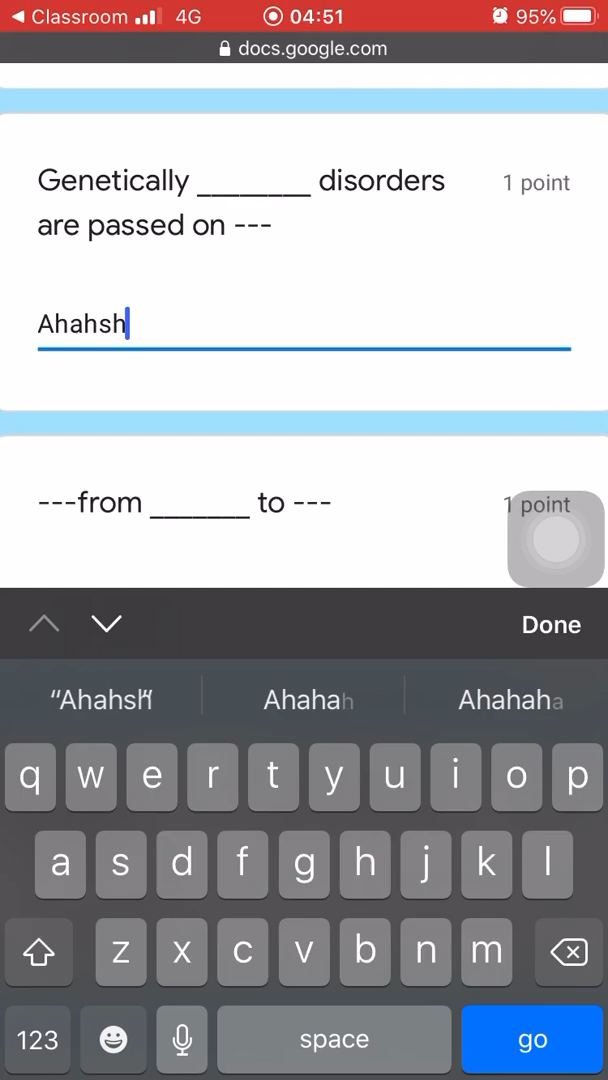 Classroom 4G 04:51 95%
docs.google.com
Genetically ________ disorders 1 point
are passed on ---
Ahahsh
---from _______ to --- 1 point
Done
“Ahahsh” Ahahah Ahahaha
q w e r t y u i o p
a s d f g h j k l
z x c v b n m
123 space go